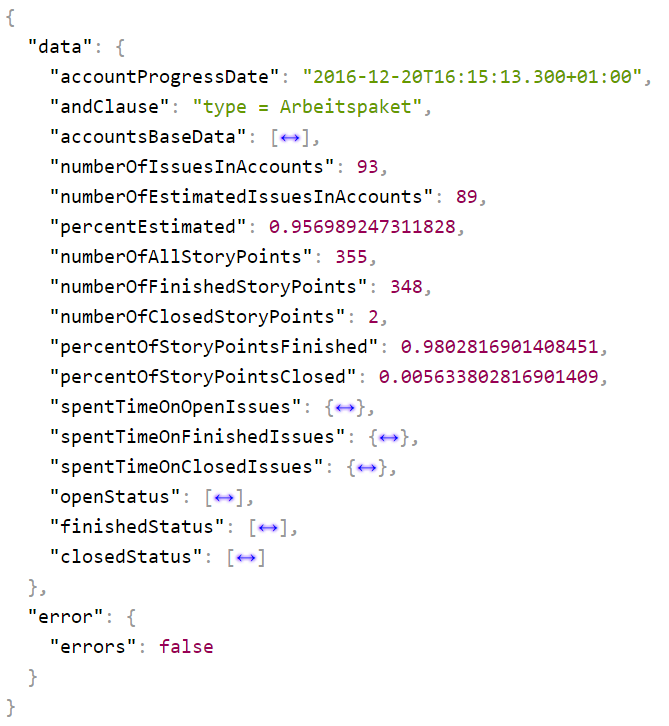 {
  "data": {
    "accountProgressDate": "2016-12-20T16:15:13.300+01:00",
    "andClause": "type = Arbeitspaket",
    "accountsBaseData": [↔],
    "numberOfIssuesInAccounts": 93,
    "numberOfEstimatedIssuesInAccounts": 89,
    "percentEstimated": 0.956989247311828,
    "numberOfAllStoryPoints": 355,
    "numberOfFinishedStoryPoints": 348,
    "numberOfClosedStoryPoints": 2,
    "percentOfStoryPointsFinished": 0.9802816901408451,
    "percentOfStoryPointsClosed": 0.005633802816901409,
    "spentTimeOnOpenIssues": {↔},
    "spentTimeOnFinishedIssues": {↔},
    "spentTimeOnClosedIssues": {↔},
    "openStatus": [↔],
    "finishedStatus": [↔],
    "closedStatus": [↔]
  },
  "error": {
    "errors": false
  }
}